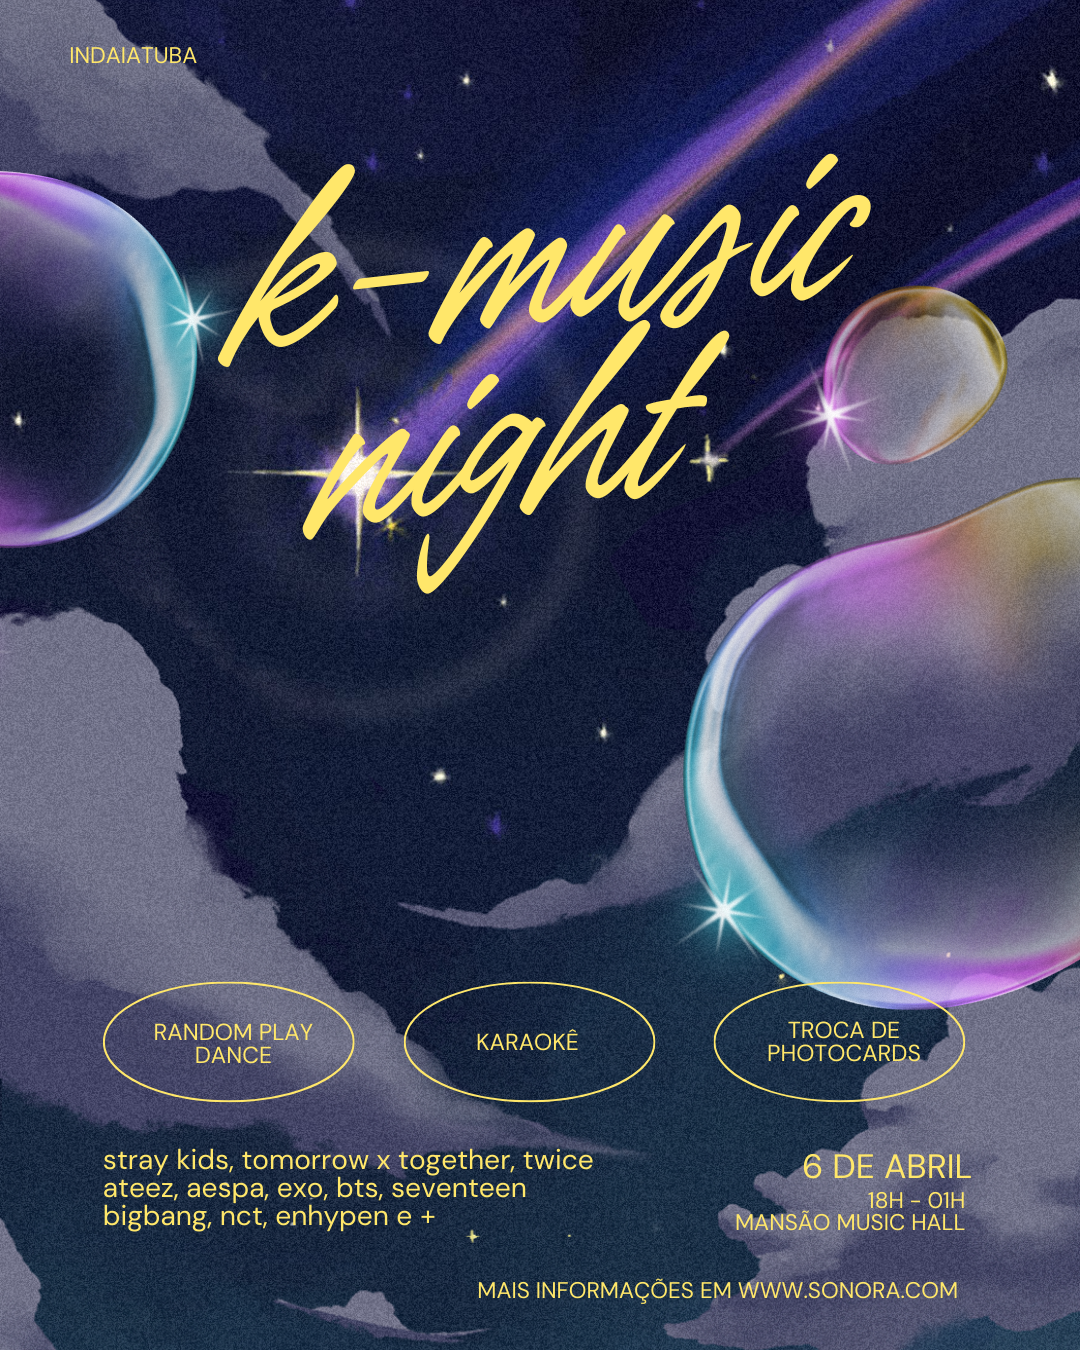 INDAIATUBA
k-music
night
RANDOM PLAY
DANCE
KARAOKÊ
TROCA DE
PHOTOCARDS
stray kids, tomorrow x together, twice
ateez, aespa, exo, bts, seventeen
bigbang, nct, enhypen e +
6 DE ABRIL
18H - 01H
MANSÃO MUSIC HALL
MAIS INFORMAÇÕES EM WWW.SONORA.COM